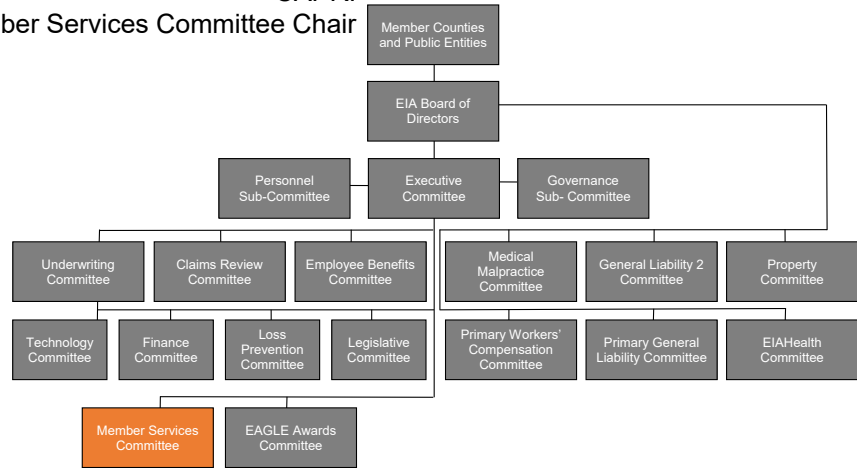 ber Services Committee Chair
Member Counties
and Public Entities
EIA Board of
Directors
Personnel
Sub-Committee
Executive
Committee
Governance
Sub- Committee
Underwriting
Committee
Claims Review
Committee
Employee Benefits
Committee
Medical
Malpractice
Committee
General Liability 2
Committee
Property
Committee
Technology
Committee
Finance
Committee
Loss
Prevention
Committee
Legislative
Committee
Primary Workers’
Compensation
Committee
Primary General
Liability Committee
EIAHealth
Committee
Member Services
Committee
EAGLE Awards
Committee